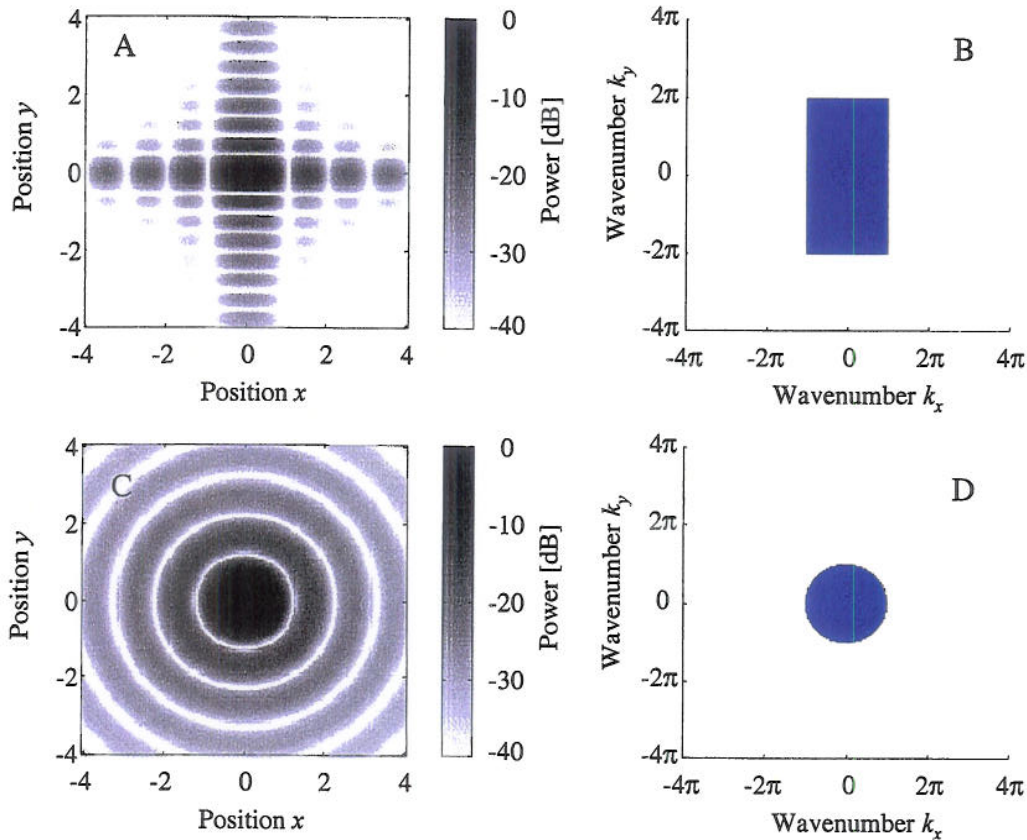 A
Position y
4
2
0
-2
-4
-4
-2
0
2
4
Position x
0
-10
-20
-30
-40
Power [dB]
B
Wavenumber k_y
4π
2π
0
-2π
-4π
-4π
-2π
0
2π
4π
Wavenumber k_x
C
Position y
4
2
0
-2
-4
-4
-2
0
2
4
Position x
0
-10
-20
-30
-40
Power [dB]
D
Wavenumber k_y
4π
2π
0
-2π
-4π
-4π
-2π
0
2π
4π
Wavenumber k_x